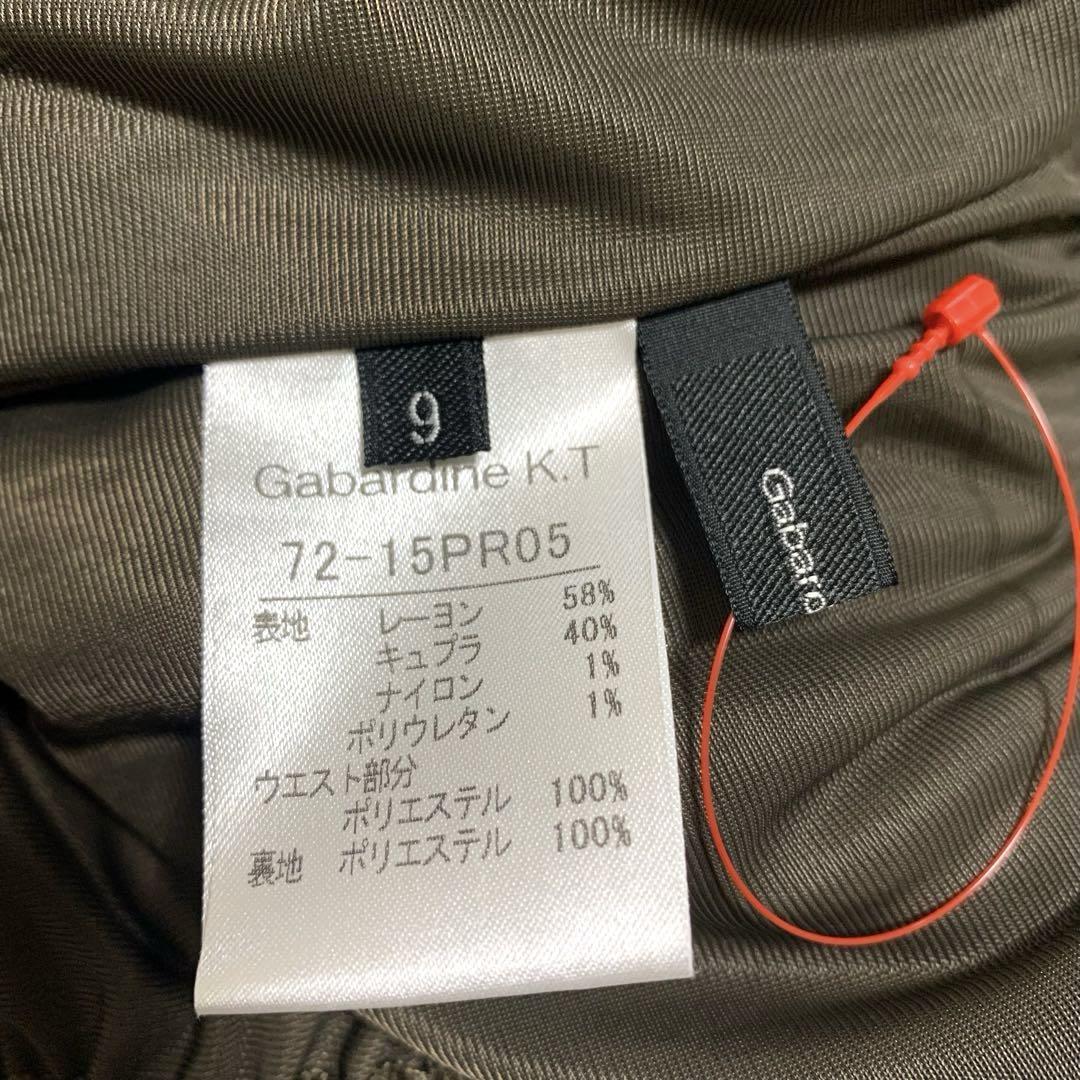 9
Gabardine K.T
72-15PR05
表地 レーヨン 58%
キュプラ 40%
ナイロン 1%
ポリウレタン 1%
ウエスト部分
ポリエステル 100%
裏地 ポリエステル 100%
Gabard